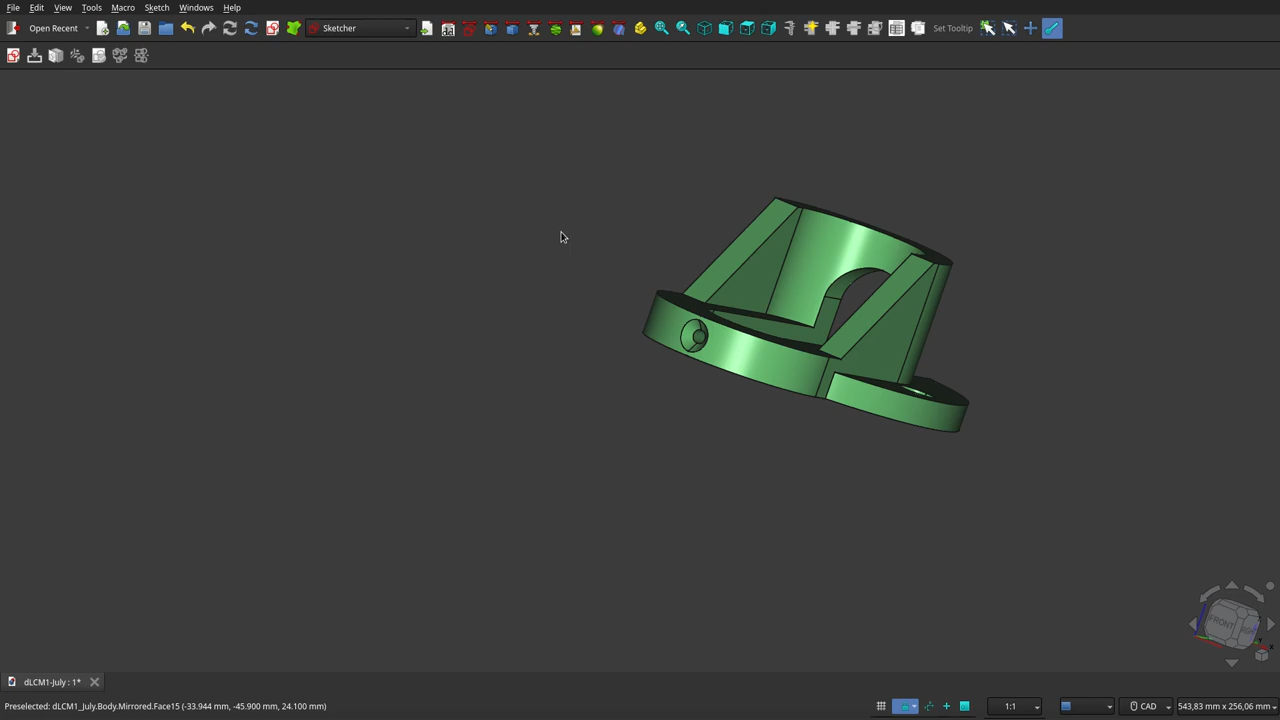 File Edit View Tools Macro Sketch Windows Help
Open Recent Sketcher Set Tooltip
FRONT
X
dLCM1-July : 1*
Preselected: dLCM1_July.Body.Mirrored.Face15 (-33.944 mm, -45.900 mm, 24.100 mm) 1:1 CAD 543,83 mm x 256,06 mm